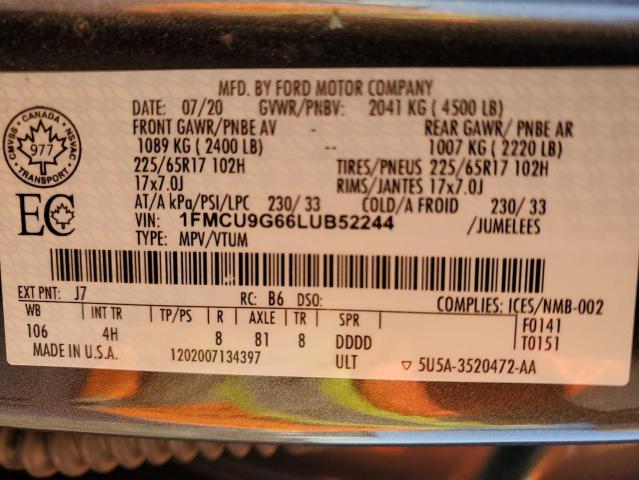 MFD. BY FORD MOTOR COMPANY
DATE: 07/20 GVWR/PNBV: 2041 KG ( 4500 LB)
FRONT GAWR/PNBE AV - REAR GAWR/ PNBE AR
1089 KG ( 2400 LB) - 1007 KG ( 2220 LB)
225/65R17 102H TIRES/PNEUS 225/65R17 102H
17x7.0J RIMS/JANTES 17x7.0J
AT/A kPa/PSI/LPC 230/ 33 COLD/A FROID 230/ 33
VIN: 1FMCU9G66LUB52244 /JUMELEES
TYPE: MPV/VTUM
CMVSS - CANADA - NSVAC
977
TRANSPORT
EC
EXT PNT: J7 RC: B6 DSO: COMPLIES: ICES/NMB-002
WB INT TR TP/PS R AXLE TR SPR F0141
106 4H 8 81 8 DDDD T0151
MADE IN U.S.A. 1202007134397 ULT ▽ 5U5A-3520472-AA